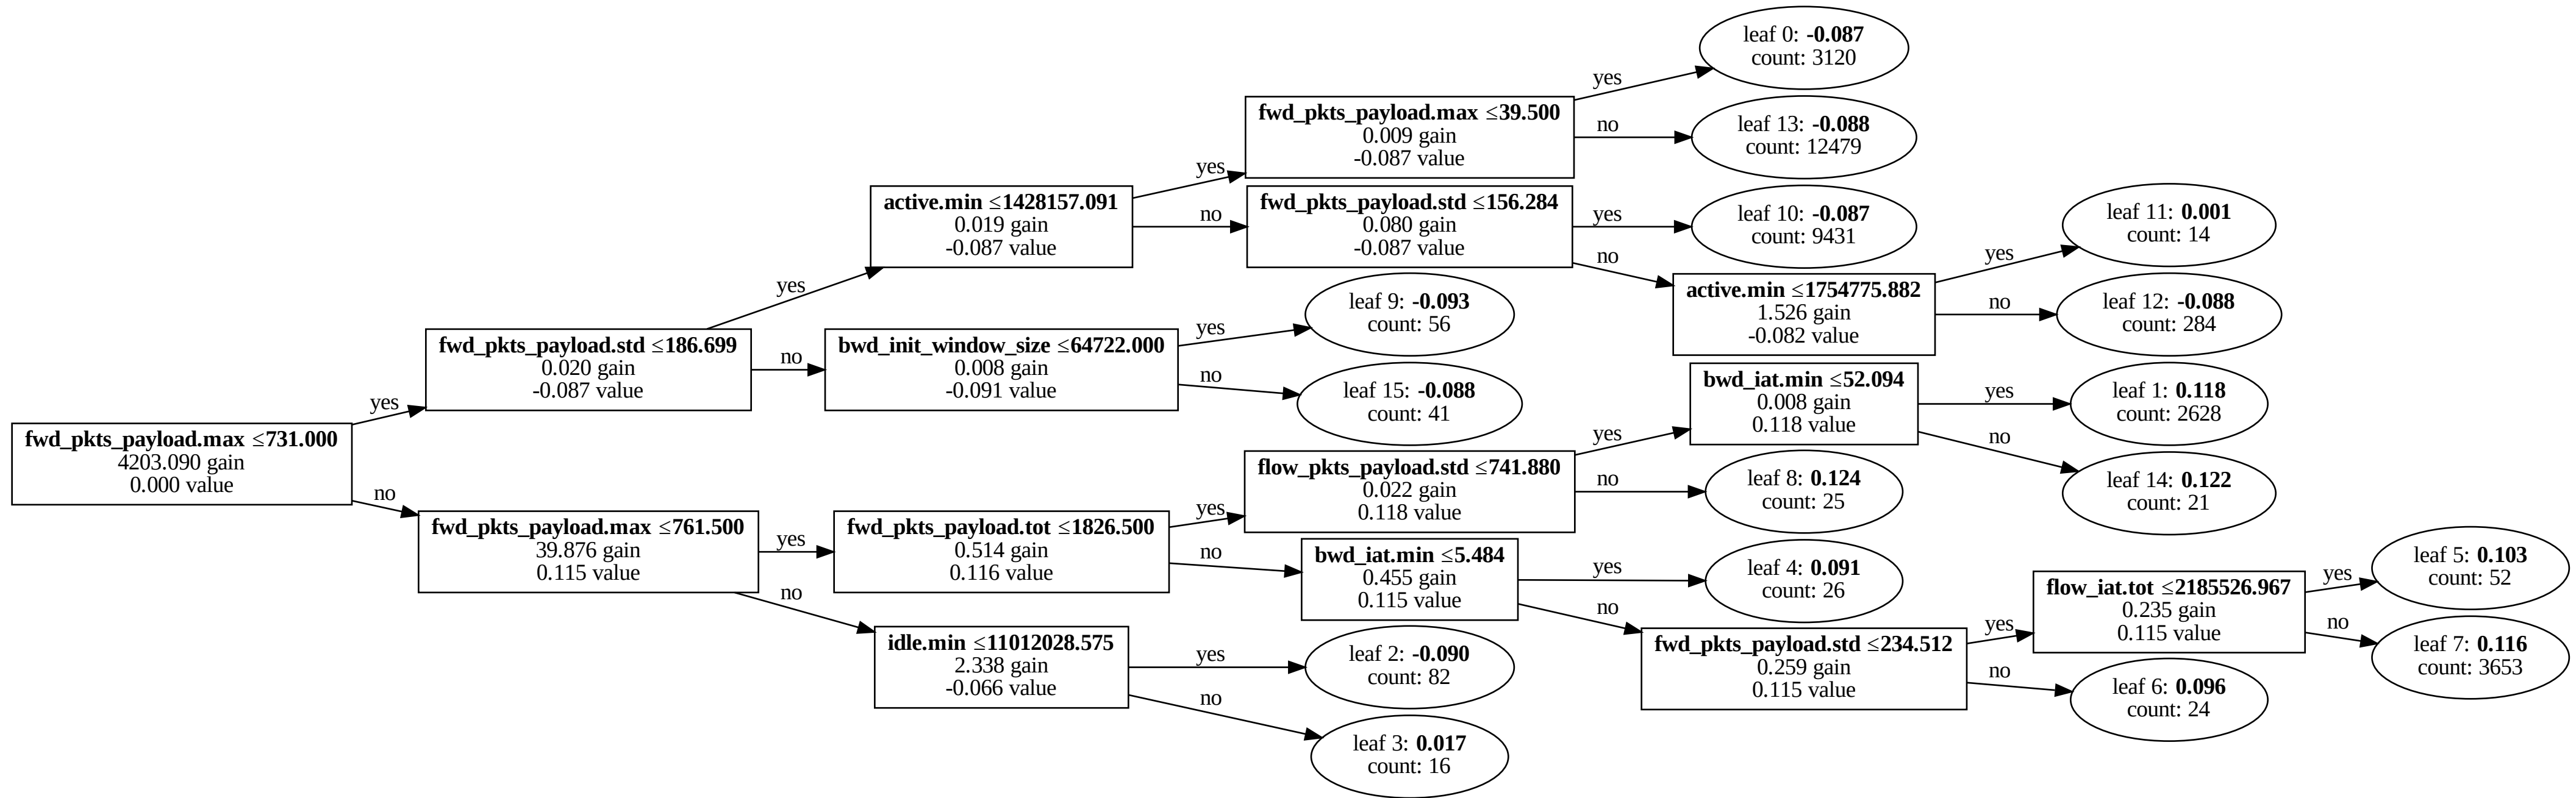 fwd_pkts_payload.max ≤731.000
4203.090 gain
0.000 value
yes
no
fwd_pkts_payload.std ≤186.699
0.020 gain
-0.087 value
yes
no
fwd_pkts_payload.max ≤761.500
39.876 gain
0.115 value
yes
no
active.min ≤1428157.091
0.019 gain
-0.087 value
yes
no
bwd_init_window_size ≤64722.000
0.008 gain
-0.091 value
yes
no
fwd_pkts_payload.tot ≤1826.500
0.514 gain
0.116 value
yes
no
idle.min ≤11012028.575
2.338 gain
-0.066 value
yes
no
fwd_pkts_payload.max ≤39.500
0.009 gain
-0.087 value
yes
no
fwd_pkts_payload.std ≤156.284
0.080 gain
-0.087 value
yes
no
leaf 9: -0.093
count: 56
leaf 15: -0.088
count: 41
flow_pkts_payload.std ≤741.880
0.022 gain
0.118 value
yes
no
bwd_iat.min ≤5.484
0.455 gain
0.115 value
yes
no
leaf 2: -0.090
count: 82
leaf 3: 0.017
count: 16
leaf 0: -0.087
count: 3120
leaf 13: -0.088
count: 12479
leaf 10: -0.087
count: 9431
active.min ≤1754775.882
1.526 gain
-0.082 value
yes
no
bwd_iat.min ≤52.094
0.008 gain
0.118 value
yes
no
leaf 8: 0.124
count: 25
leaf 4: 0.091
count: 26
fwd_pkts_payload.std ≤234.512
0.259 gain
0.115 value
yes
no
leaf 11: 0.001
count: 14
leaf 12: -0.088
count: 284
leaf 1: 0.118
count: 2628
leaf 14: 0.122
count: 21
flow_iat.tot ≤2185526.967
0.235 gain
0.115 value
yes
no
leaf 6: 0.096
count: 24
leaf 5: 0.103
count: 52
leaf 7: 0.116
count: 3653